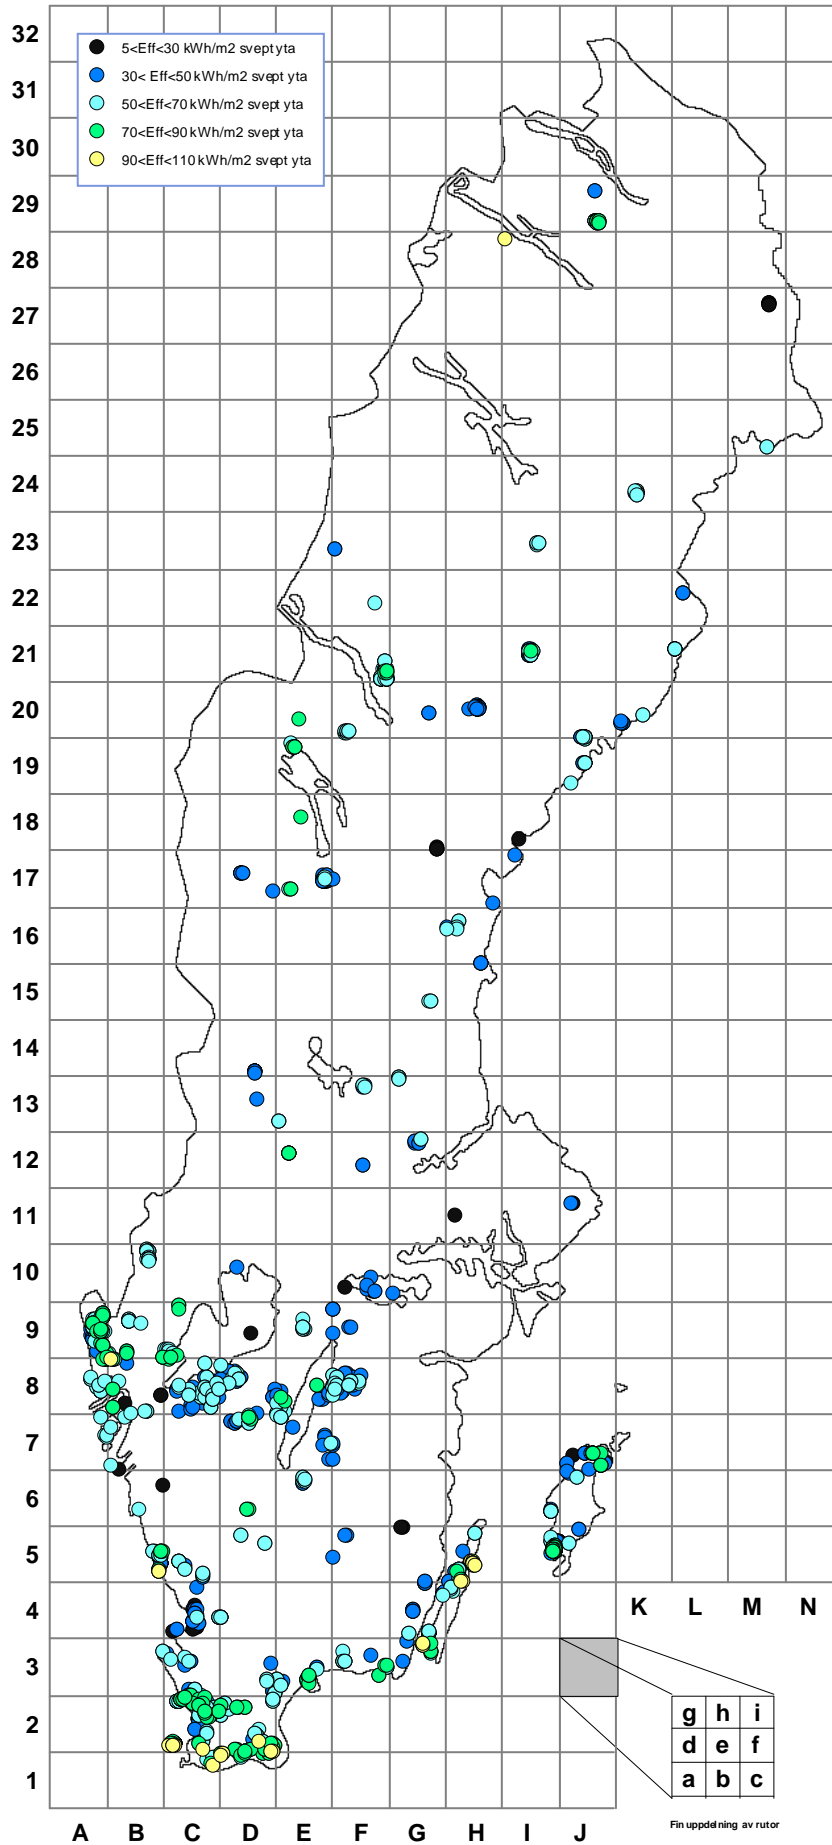 32
5<Eff<30 kWh/m2 svept yta
30< Eff<50 kWh/m2 svept yta
50<Eff<70 kWh/m2 svept yta
70<Eff<90 kWh/m2 svept yta
90<Eff<110 kWh/m2 svept yta
31
30
29
28
27
26
25
24
23
22
21
20
19
18
17
16
15
14
13
12
11
10
9
8
7
6
5
4
K L M N
3
g h i
2
d e f
a b c
1
Fin uppdelning av rutor
A B C D E F G H I J